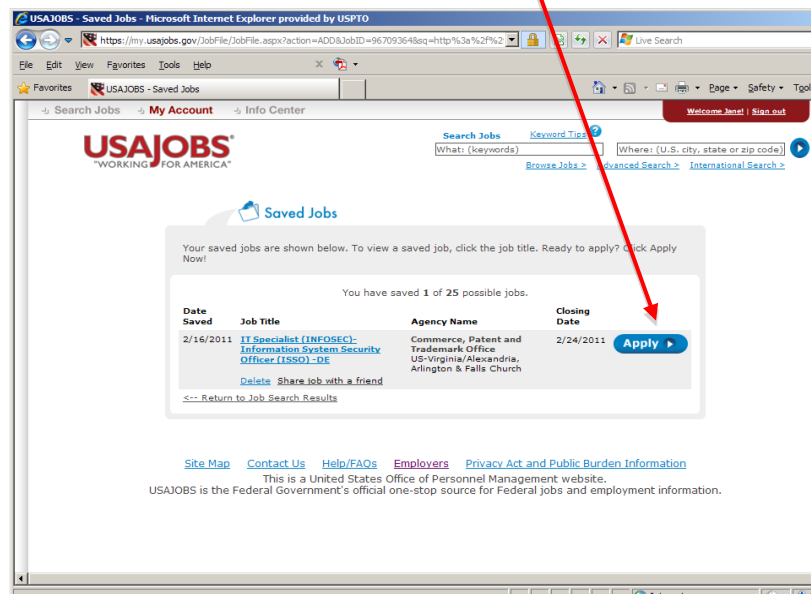 USAJOBS - Saved Jobs - Microsoft Internet Explorer provided by USPTO
https://my.usajobs.gov/JobFile/JobFile.aspx?action=ADD&JobID=96709364&sq=http%3a%2f%2 Live Search
File Edit View Favorites Tools Help
Favorites USAJOBS - Saved Jobs Page Safety Tool
Search Jobs My Account Info Center Welcome Jane! | Sign out
USAJOBS
"WORKING FOR AMERICA"
Search Jobs Keyword Tips
What: (keywords) Where: (U.S. city, state or zip code)
Browse Jobs > Advanced Search > International Search >
Saved Jobs
Your saved jobs are shown below. To view a saved job, click the job title. Ready to apply? Click Apply
Now!
You have saved 1 of 25 possible jobs.
Date Saved Job Title Agency Name Closing Date
2/16/2011 IT Specialist (INFOSEC)- Commerce, Patent and 2/24/2011 Apply
Information System Security Trademark Office
Officer (ISSO) -DE US-Virginia/Alexandria,
Arlington & Falls Church
Delete Share job with a friend
<-- Return to Job Search Results
Site Map Contact Us Help/FAQs Employers Privacy Act and Public Burden Information
This is a United States Office of Personnel Management website.
USAJOBS is the Federal Government's official one-stop source for Federal jobs and employment information.